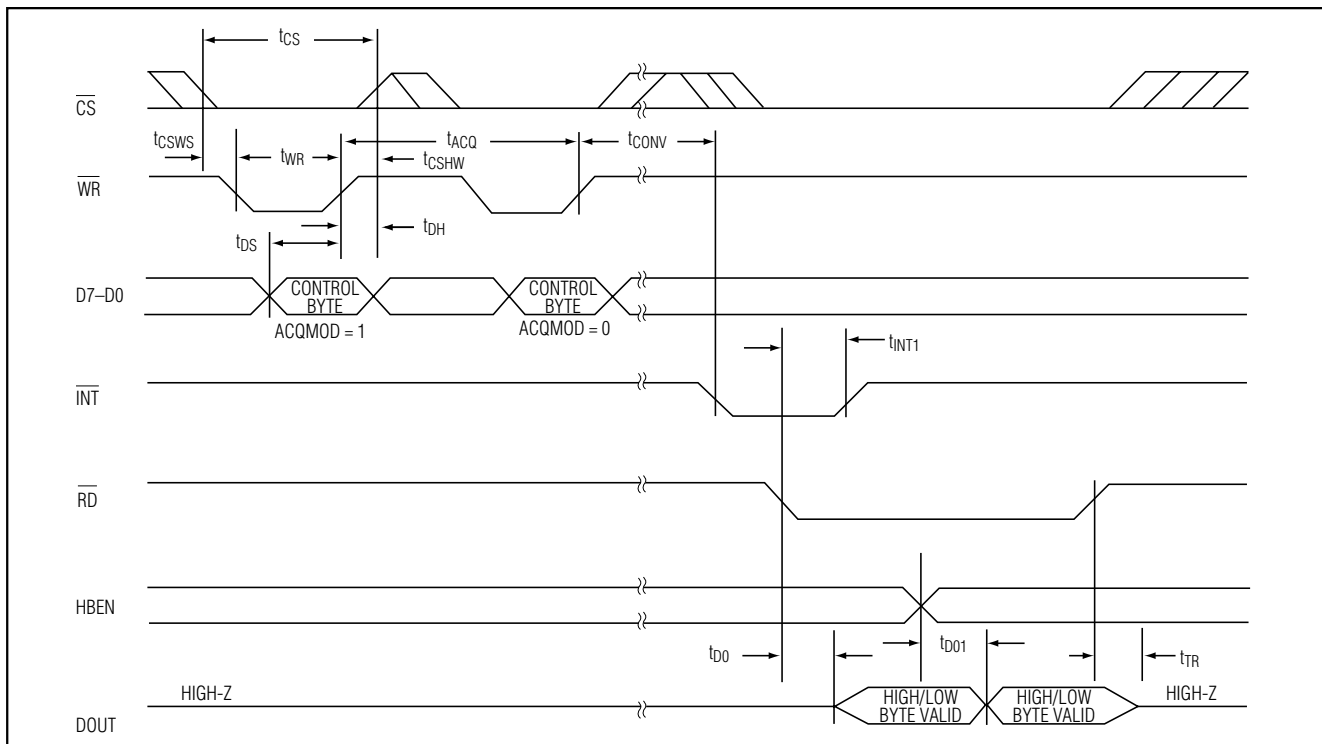 tCS
CS
tCSWS
tWR
tACQ
tCONV
tCSHW
WR
tDH
tDS
D7–D0
CONTROL
BYTE
CONTROL
BYTE
ACQMOD = 1
ACQMOD = 0
tINT1
INT
RD
HBEN
tD0
tD01
tTR
HIGH-Z
HIGH/LOW
BYTE VALID
HIGH/LOW
BYTE VALID
HIGH-Z
DOUT